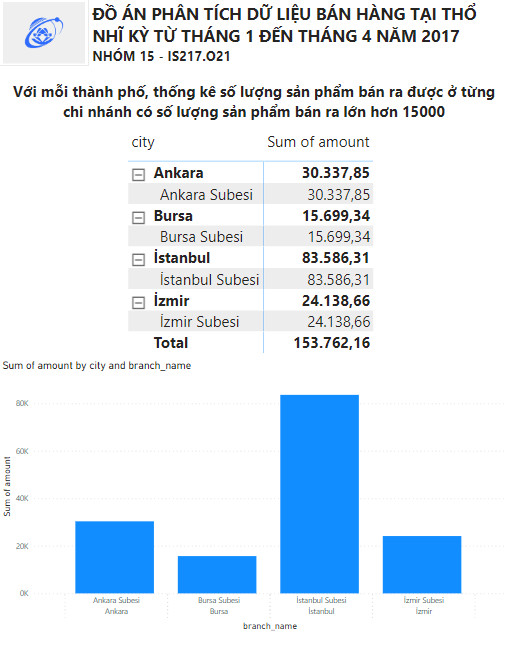 ĐỒ ÁN PHÂN TÍCH DỮ LIỆU BÁN HÀNG TẠI THỔ
NHĨ KỲ TỪ THÁNG 1 ĐẾN THÁNG 4 NĂM 2017
NHÓM 15 - IS217.O21
Với mỗi thành phố, thống kê số lượng sản phẩm bán ra được ở từng
chi nhánh có số lượng sản phẩm bán ra lớn hơn 15000
city Sum of amount
Ankara 30.337,85
Ankara Subesi 30.337,85
Bursa 15.699,34
Bursa Subesi 15.699,34
İstanbul 83.586,31
İstanbul Subesi 83.586,31
İzmir 24.138,66
İzmir Subesi 24.138,66
Total 153.762,16
Sum of amount by city and branch_name
Sum of amount
80K
60K
40K
20K
0K
Ankara Subesi Bursa Subesi İstanbul Subesi İzmir Subesi
Ankara Bursa İstanbul İzmir
branch_name